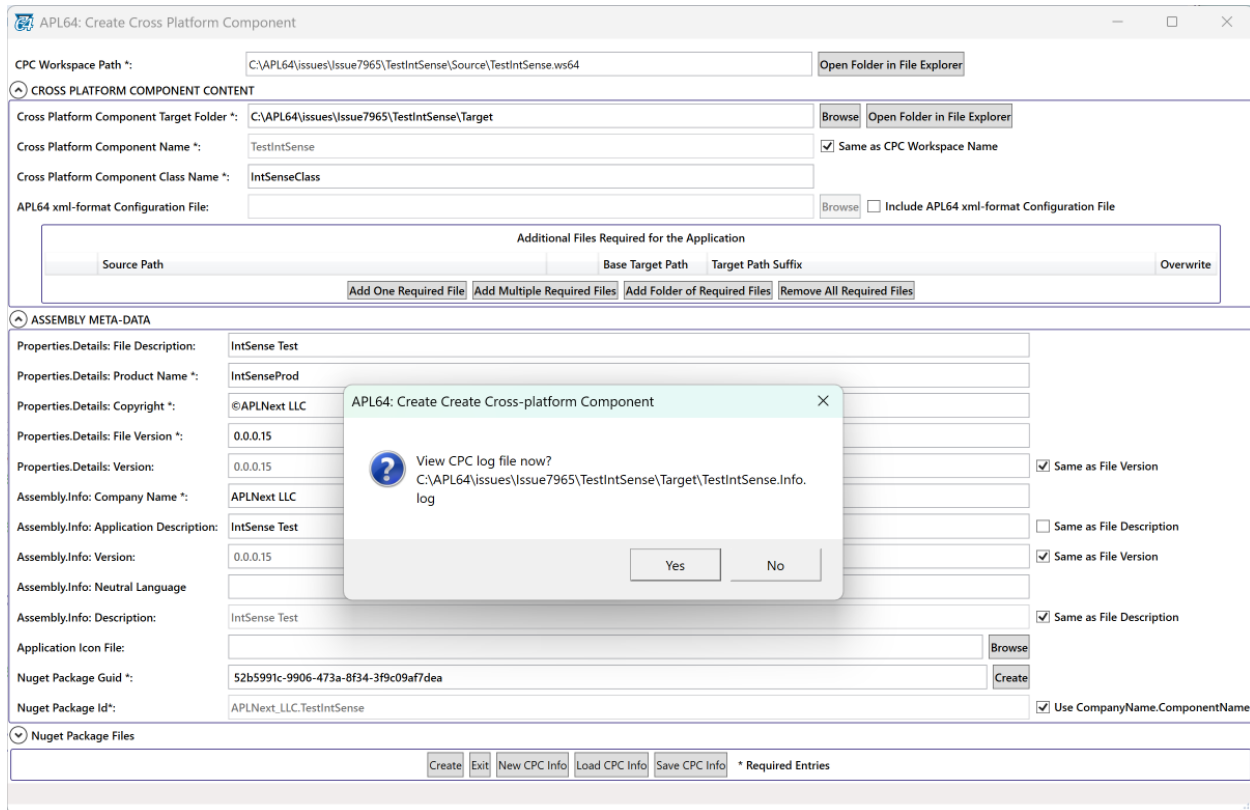 APL64: Create Cross Platform Component
CPC Workspace Path *: C:\APL64\issues\Issue7965\TestIntSense\Source\TestIntSense.ws64 Open Folder in File Explorer
CROSS PLATFORM COMPONENT CONTENT
Cross Platform Component Target Folder *: C:\APL64\issues\Issue7965\TestIntSense\Target Browse Open Folder in File Explorer
Cross Platform Component Name *: TestIntSense Same as CPC Workspace Name
Cross Platform Component Class Name *: IntSenseClass
APL64 xml-format Configuration File: Browse Include APL64 xml-format Configuration File
Additional Files Required for the Application
Source Path Base Target Path Target Path Suffix Overwrite
Add One Required File Add Multiple Required Files Add Folder of Required Files Remove All Required Files
ASSEMBLY META-DATA
Properties.Details: File Description: IntSense Test
Properties.Details: Product Name *: IntSenseProd
Properties.Details: Copyright *: ©APLNext LLC
Properties.Details: File Version *: 0.0.0.15
Properties.Details: Version: 0.0.0.15 Same as File Version
Assembly.Info: Company Name *: APLNext LLC
Assembly.Info: Application Description: IntSense Test Same as File Description
Assembly.Info: Version: 0.0.0.15 Same as File Version
Assembly.Info: Neutral Language
Assembly.Info: Description: IntSense Test Same as File Description
Application Icon File: Browse
Nuget Package Guid *: 52b5991c-9906-473a-8f34-3f9c09af7dea Create
Nuget Package Id*: APLNext_LLC.TestIntSense Use CompanyName.ComponentName
Nuget Package Files
Create Exit New CPC Info Load CPC Info Save CPC Info * Required Entries
APL64: Create Create Cross-platform Component
View CPC log file now?
C:\APL64\issues\Issue7965\TestIntSense\Target\TestIntSense.Info.
log
Yes No